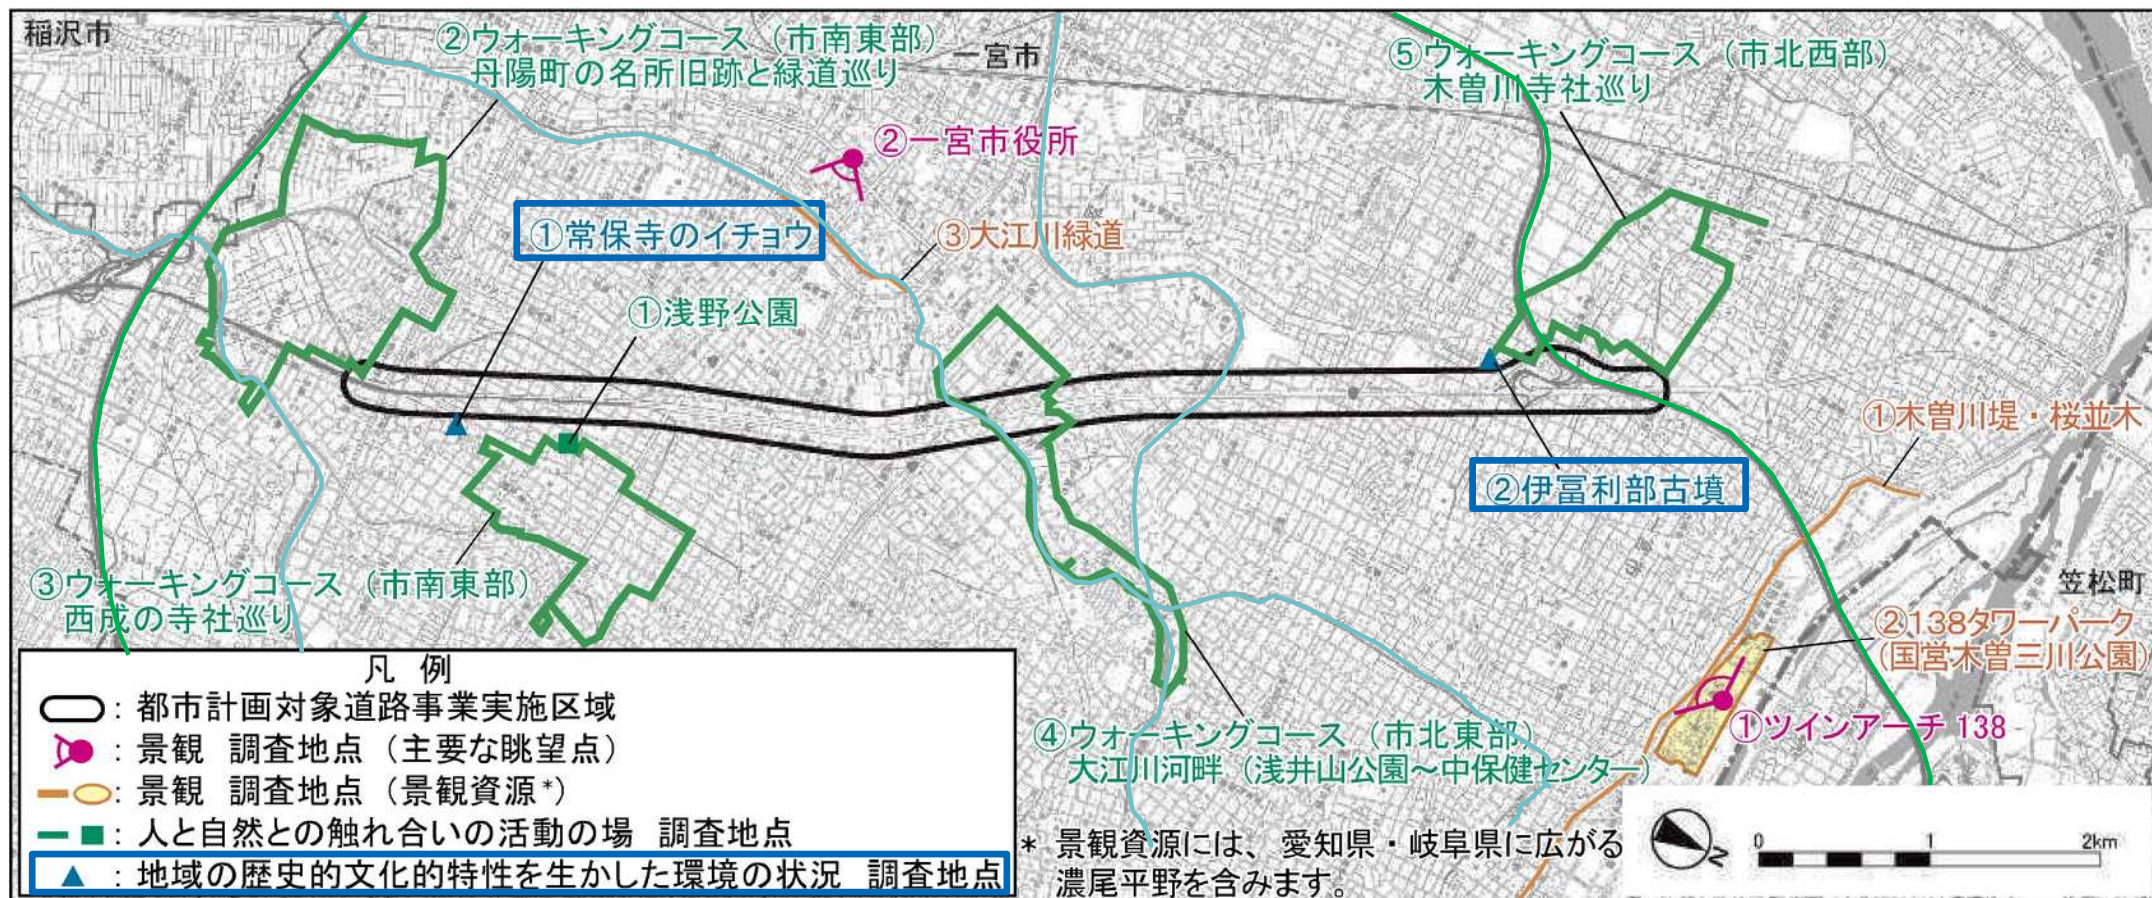 稲沢市
②ウォーキングコース（市南東部）
丹陽町の名所旧跡と緑道巡り
一宮市
⑤ウォーキングコース（市北西部）
木曽川寺社巡り
②一宮市役所
①常保寺のイチョウ
③大江川緑道
①浅野公園
①木曽川堤・桜並木
②伊冨利部古墳
③ウォーキングコース（市南東部）
西成の寺社巡り
笠松町
②138タワーパーク
(国営木曽三川公園)
①ツインアーチ 138
④ウォーキングコース（市北東部）
大江川河畔（浅井山公園～中保健センター）
凡 例
：都市計画対象道路事業実施区域
：景観 調査地点（主要な眺望点）
：景観 調査地点（景観資源*）
：人と自然との触れ合いの活動の場 調査地点
：地域の歴史的文化的特性を生かした環境の状況 調査地点
* 景観資源には、愛知県・岐阜県に広がる
濃尾平野を含みます。
N
0 1 2km